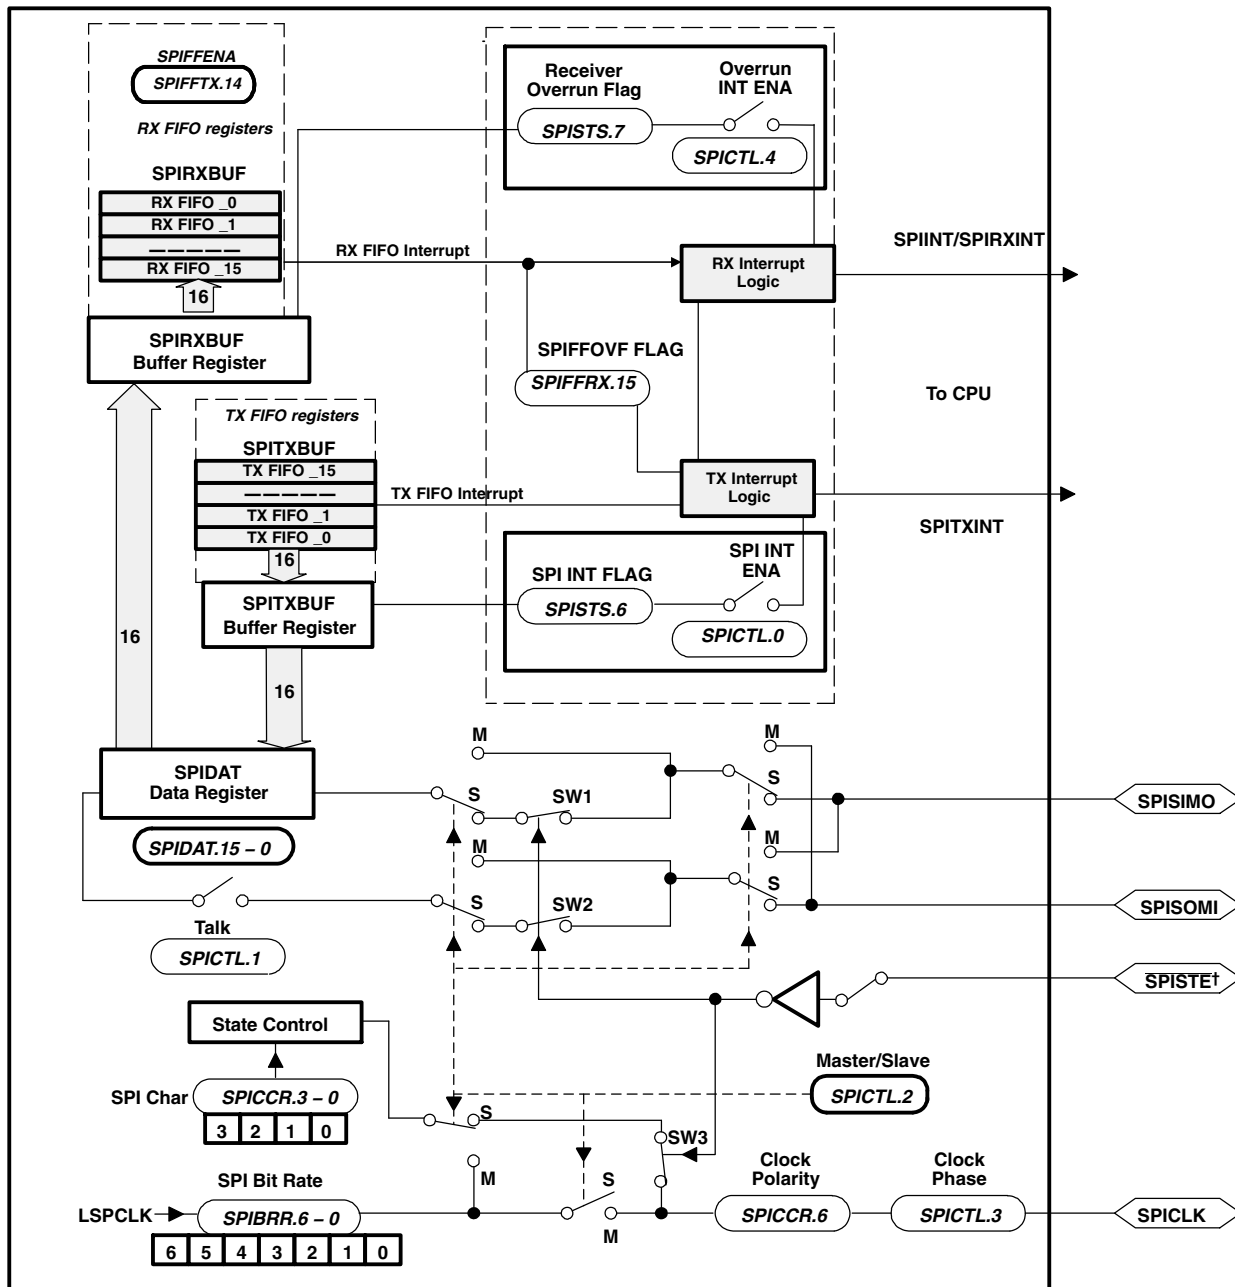 SPIFFENA
SPIFFTX.14
RX FIFO registers
SPIRXBUF
RX FIFO _0
RX FIFO _1
—————
RX FIFO _15
16
SPIRXBUF
Buffer Register
Receiver
Overrun Flag
SPISTS.7
Overrun
INT ENA
SPICTL.4
RX FIFO Interrupt
RX Interrupt
Logic
SPIINT/SPIRXINT
SPIFFOVF FLAG
SPIFFRX.15
To CPU
TX FIFO registers
SPITXBUF
TX FIFO _15
—————
TX FIFO _1
TX FIFO _0
16
TX FIFO Interrupt
TX Interrupt
Logic
SPITXINT
SPITXBUF
Buffer Register
SPI INT FLAG
SPISTS.6
SPI INT
ENA
SPICTL.0
16
16
SPIDAT
Data Register
SPIDAT.15 – 0
M
S
SW1
M
S
SPISIMO
M
S
SW2
M
S
SPISOMI
Talk
SPICTL.1
SPISTE†
State Control
Master/Slave
SPICTL.2
SPI Char
SPICCR.3 – 0
3 2 1 0
S
SW3
M
SPI Bit Rate
LSPCLK
SPIBRR.6 – 0
6 5 4 3 2 1 0
S
M
Clock
Polarity
SPICCR.6
Clock
Phase
SPICTL.3
SPICLK